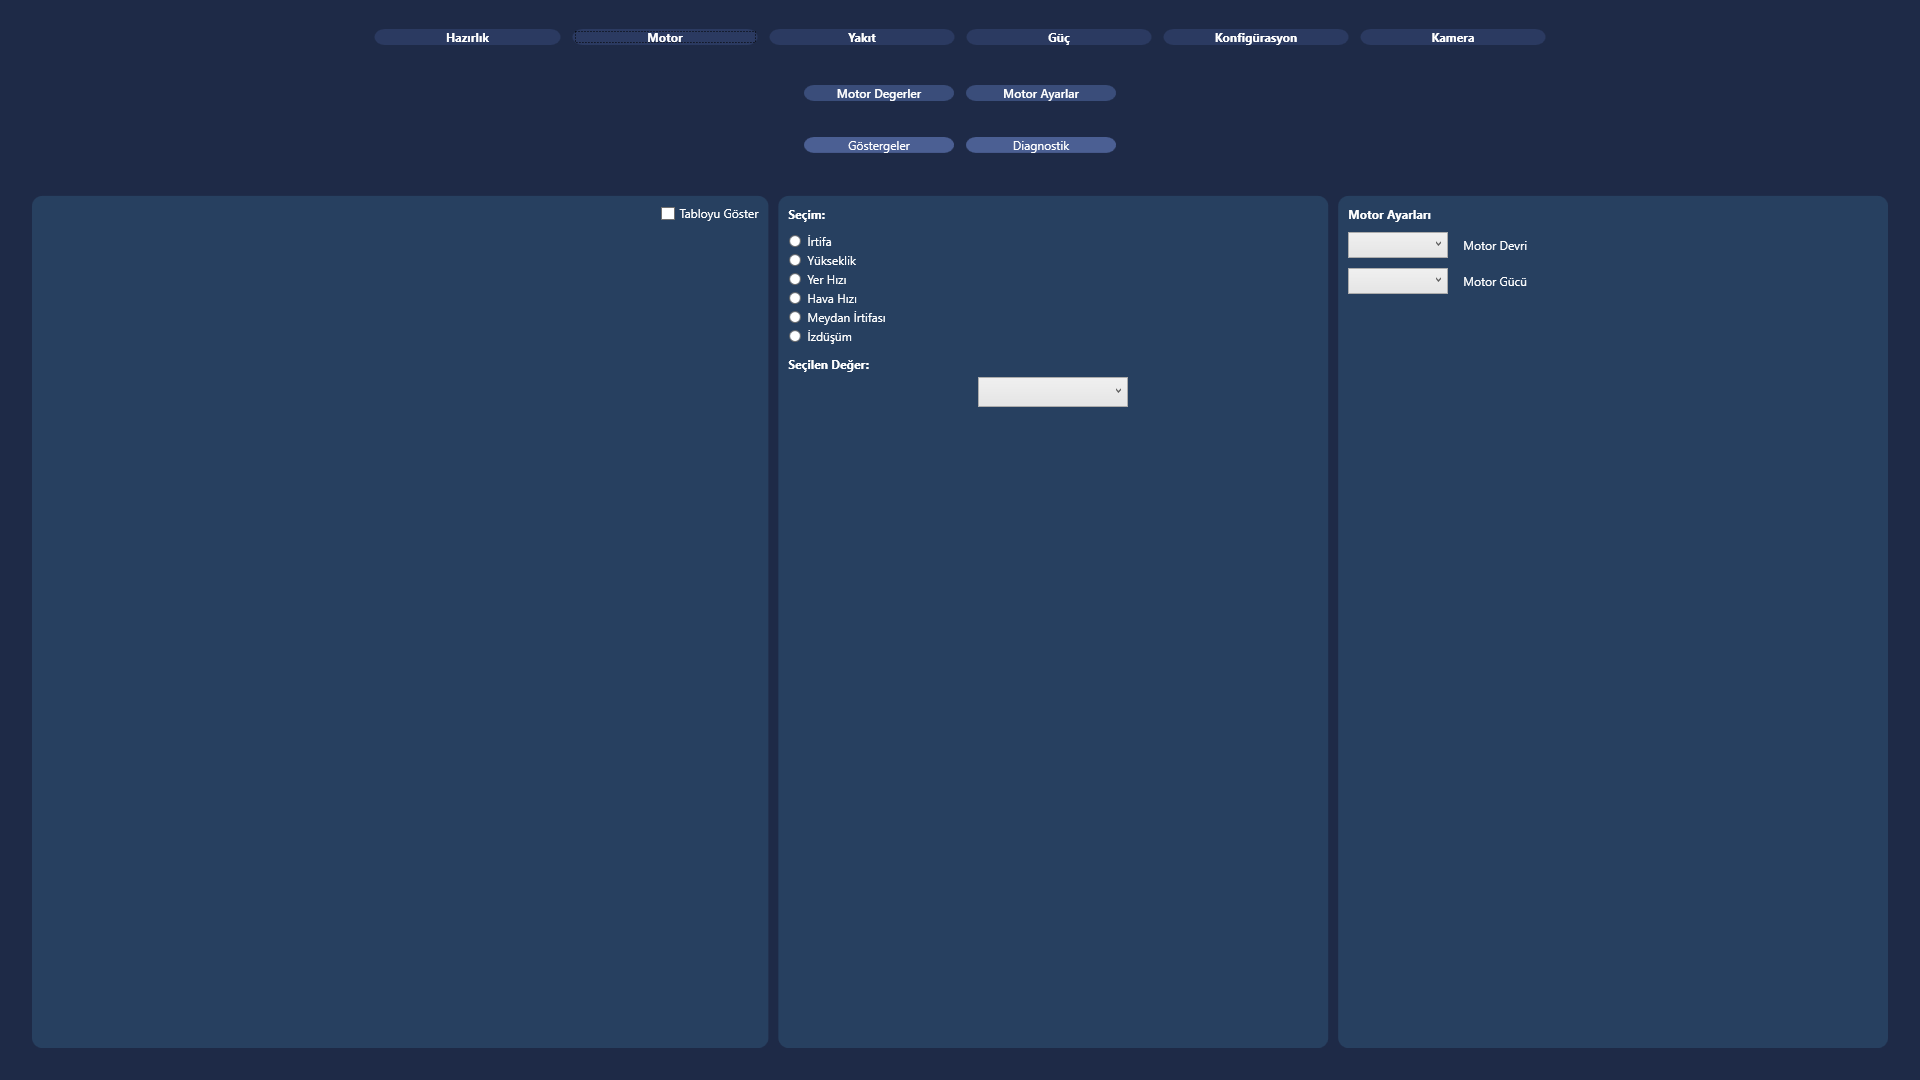 Hazırlık Motor Yakıt Güç Konfigürasyon Kamera
Motor Degerler Motor Ayarlar
Göstergeler Diagnostik
Tabloyu Göster
Seçim:
İrtifa
Yükseklik
Yer Hızı
Hava Hızı
Meydan İrtifası
İzdüşüm
Seçilen Değer:
Motor Ayarları
Motor Devri
Motor Gücü